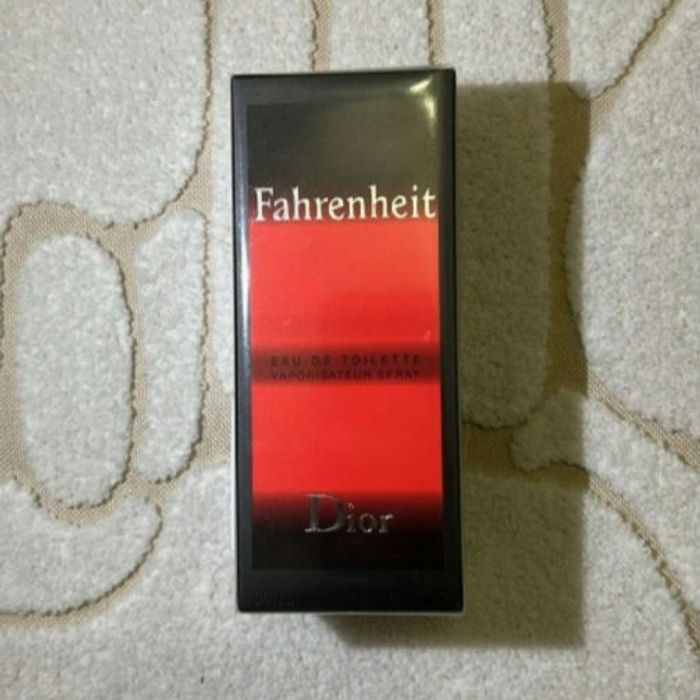 Fahrenheit
EAU DE TOILETTE
VAPORISATEUR SPRAY
Dior